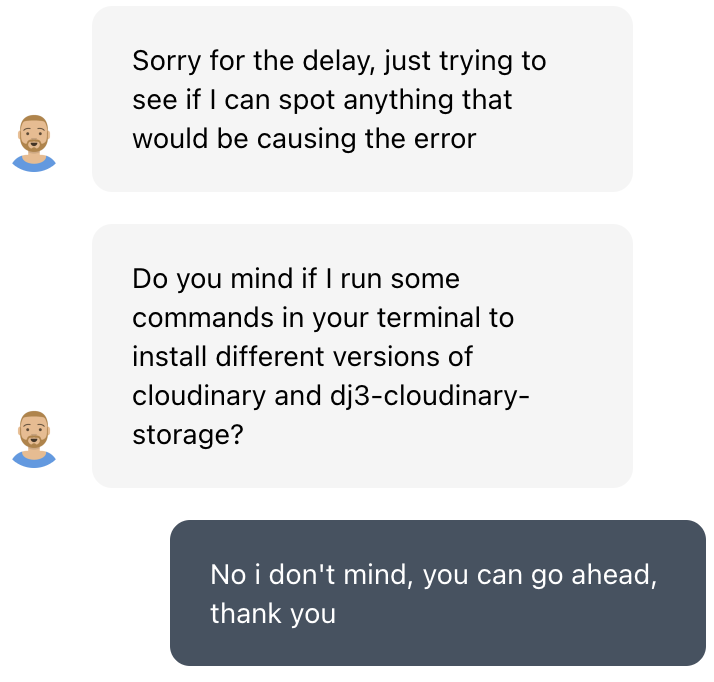 Sorry for the delay, just trying to
see if I can spot anything that
would be causing the error
Do you mind if I run some
commands in your terminal to
install different versions of
cloudinary and dj3-cloudinary-
storage?
No i don't mind, you can go ahead,
thank you